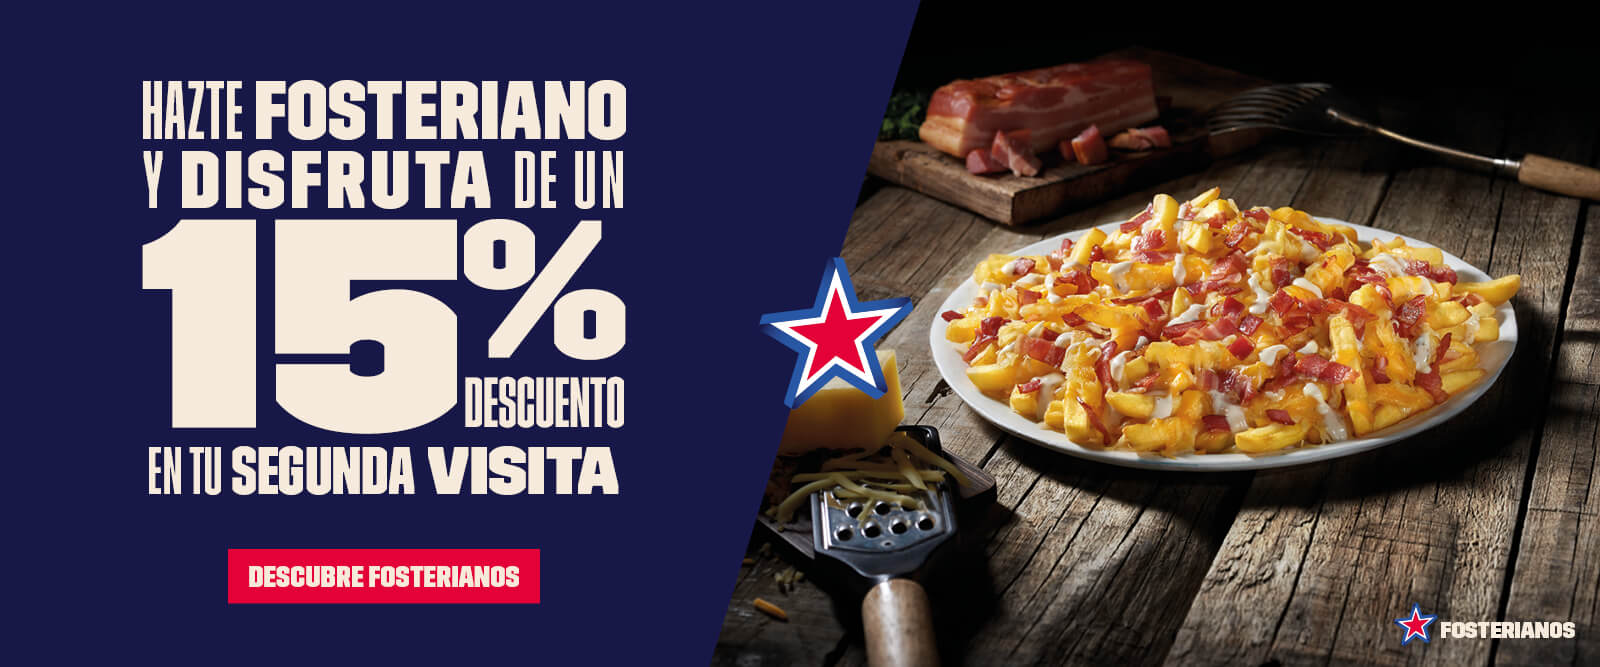 HAZTE FOSTERIANO
Y DISFRUTA DE UN
15%
DESCUENTO
EN TU SEGUNDA VISITA
DESCUBRE FOSTERIANOS
FOSTERIANOS